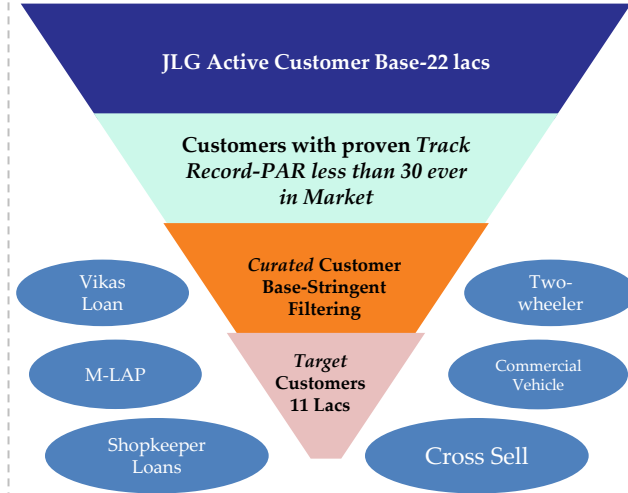 JLG Active Customer Base-22 lacs
Customers with proven Track
Record-PAR less than 30 ever
in Market
Curated Customer
Base-Stringent
Filtering
Vikas
Loan
Two-
wheeler
Target
Customers
11 Lacs
M-LAP
Commercial
Vehicle
Shopkeeper
Loans
Cross Sell